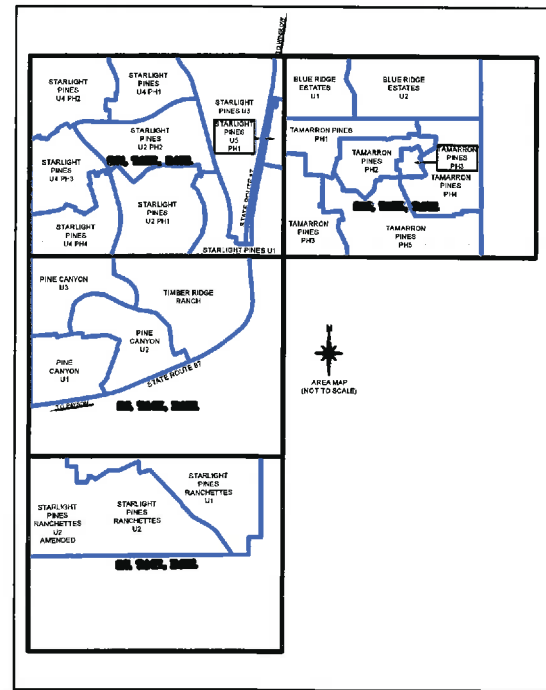 TO WINSLOW
STARLIGHT
PINES
U4 PH2
STARLIGHT
PINES
U4 PH1
STARLIGHT
PINES U3
STARLIGHT
PINES
U5
PH1
STARLIGHT
PINES
U2 PH2
STARLIGHT
PINES
U4 PH3
STARLIGHT
PINES
U4 PH4
STARLIGHT
PINES
U2 PH1
STATE ROUTE 87
STARLIGHT PINES U1
BLUE RIDGE
ESTATES
U1
BLUE RIDGE
ESTATES
U2
TAMARRON PINES
PH1
TAMARRON
PINES
PH2
TAMARRON
PINES
PH3
TAMARRON
PINES
PH4
TAMARRON
PINES
PH3
TAMARRON
PINES
PH5
PINE CANYON
U3
TIMBER RIDGE
RANCH
PINE
CANYON
U2
PINE
CANYON
U1
STATE ROUTE 87
TO PAYSON
N
AREA MAP
(NOT TO SCALE)
STARLIGHT
PINES
RANCHETTES
U1
STARLIGHT
PINES
RANCHETTES
U2
STARLIGHT
PINES
RANCHETTES
U2
AMENDED